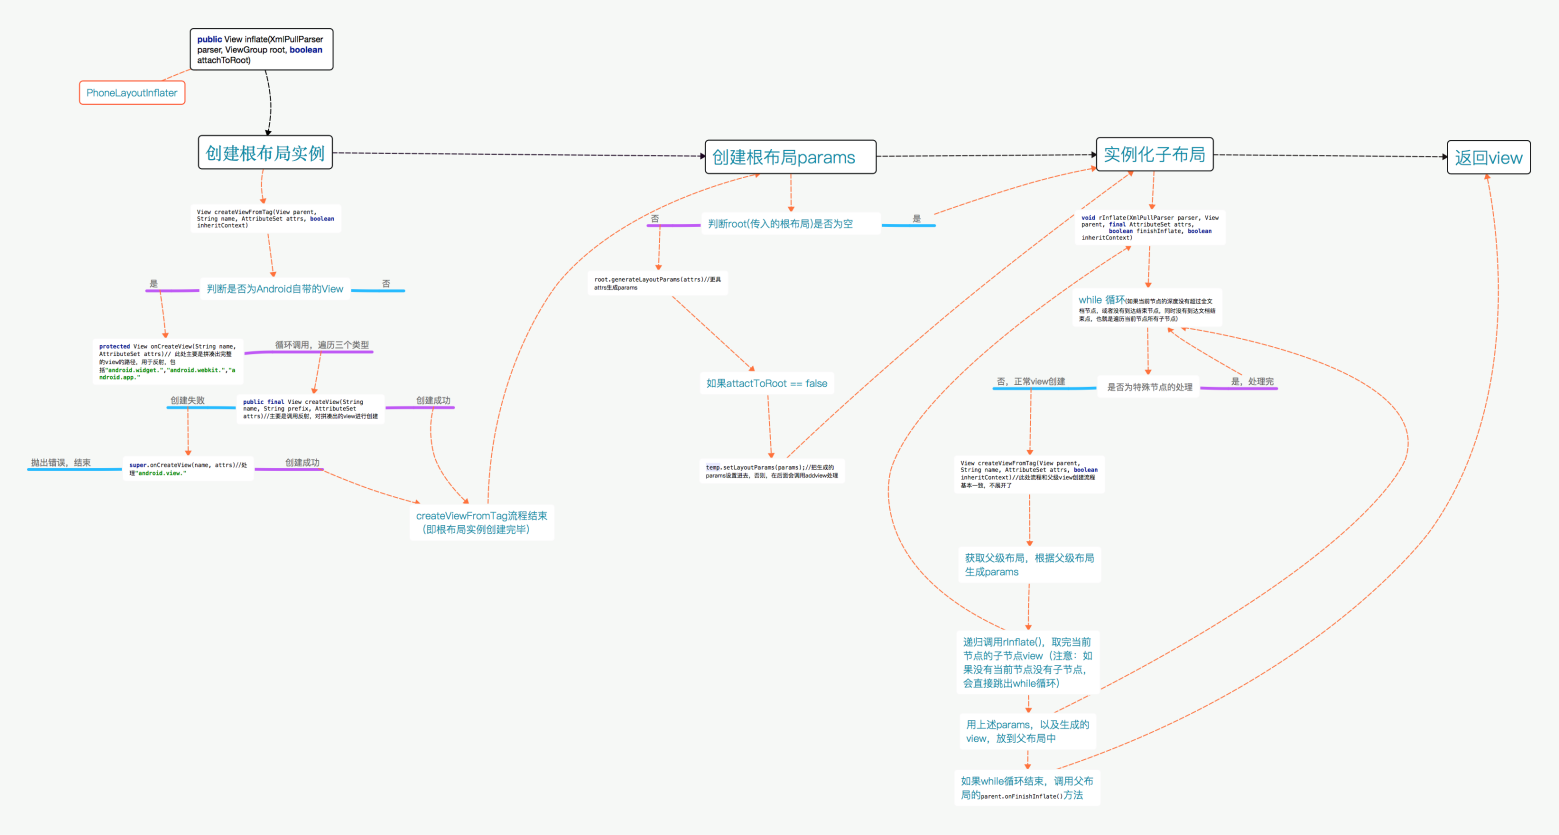 public View inflate(XmlPullParser
parser, ViewGroup root, boolean
attachToRoot)
PhoneLayoutInflater
创建根布局实例
View createViewFromTag(View parent,
String name, AttributeSet attrs, boolean
inheritContext)
判断是否为Android自带的View
是
否
protected View onCreateView(String name,
AttributeSet attrs)// 此处主要是拼凑出完整
的view的路径，用于反射，包
括"android.widget.","android.webkit.","a
ndroid.app."
循环调用，遍历三个类型
public final View createView(String
name, String prefix, AttributeSet
attrs)//主要是调用反射，对拼凑出的view进行创建
创建失败
创建成功
super.onCreateView(name, attrs)//处
理"android.view."
抛出错误，结束
创建成功
createViewFromTag流程结束
（即根布局实例创建完毕）
创建根布局params
判断root(传入的根布局)是否为空
否
是
root.generateLayoutParams(attrs)//更具
attrs生成params
如果attactToRoot == false
temp.setLayoutParams(params);//把生成的
params设置进去，否则，在后面会调用addview处理
实例化子布局
void rInflate(XmlPullParser parser, View
parent, final AttributeSet attrs,
boolean finishInflate, boolean
inheritContext)
while 循环(如果当前节点的深度没有超过全文
根节点，或者没有到达结束节点，同时没有到达文档结
束点，也就是遍历当前节点所有子节点)
是否为特殊节点的处理
否，正常view创建
是，处理完
View createViewFromTag(View parent,
String name, AttributeSet attrs, boolean
inheritContext)//此处流程和父级view创建流程
基本一致，不展开了
获取父级布局，根据父级布局
生成params
递归调用rInflate()，取完当前
节点的子节点view（注意：如
果没有当前节点没有子节点，
会直接跳出while循环）
用上述params，以及生成的
view，放到父布局中
如果while循环结束，调用父布
局的parent.onFinishInflate()方法
返回view